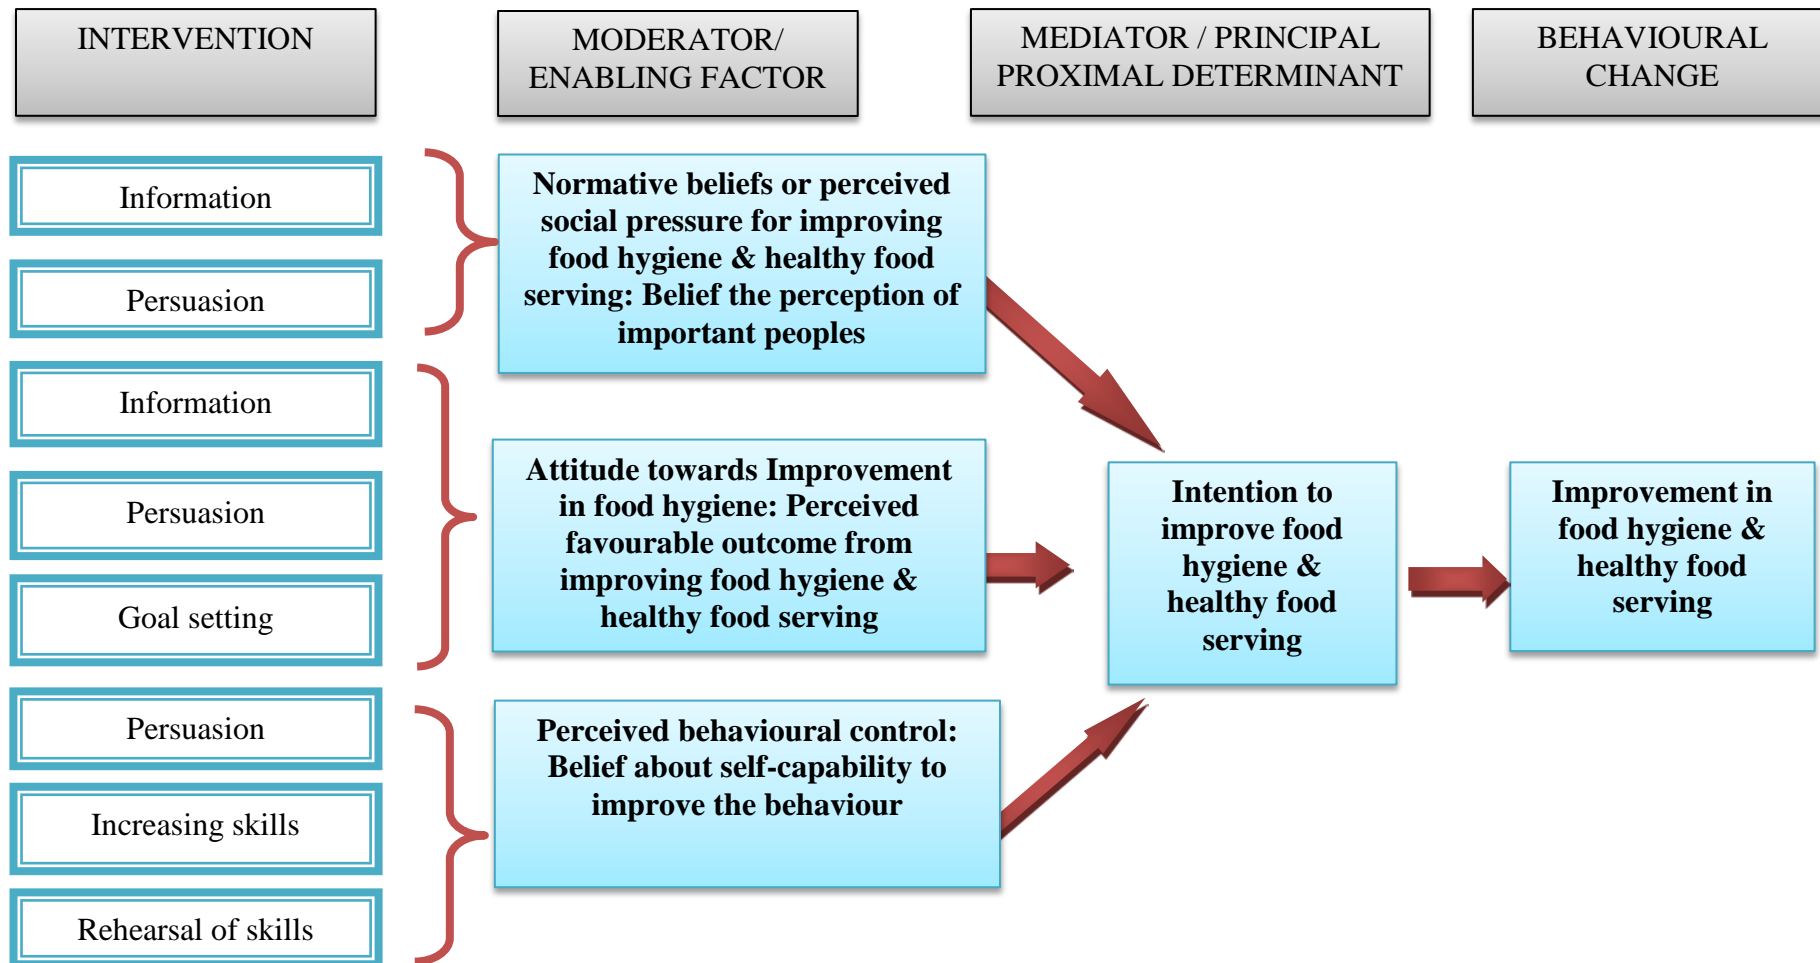 INTERVENTION
MODERATOR/
ENABLING FACTOR
MEDIATOR / PRINCIPAL
PROXIMAL DETERMINANT
BEHAVIOURAL
CHANGE
Information
Persuasion
Information
Persuasion
Goal setting
Persuasion
Increasing skills
Rehearsal of skills
Normative beliefs or perceived
social pressure for improving
food hygiene & healthy food
serving: Belief the perception of
important peoples
Attitude towards Improvement
in food hygiene: Perceived
favourable outcome from
improving food hygiene &
healthy food serving
Perceived behavioural control:
Belief about self-capability to
improve the behaviour
Intention to
improve food
hygiene &
healthy food
serving
Improvement in
food hygiene &
healthy food
serving